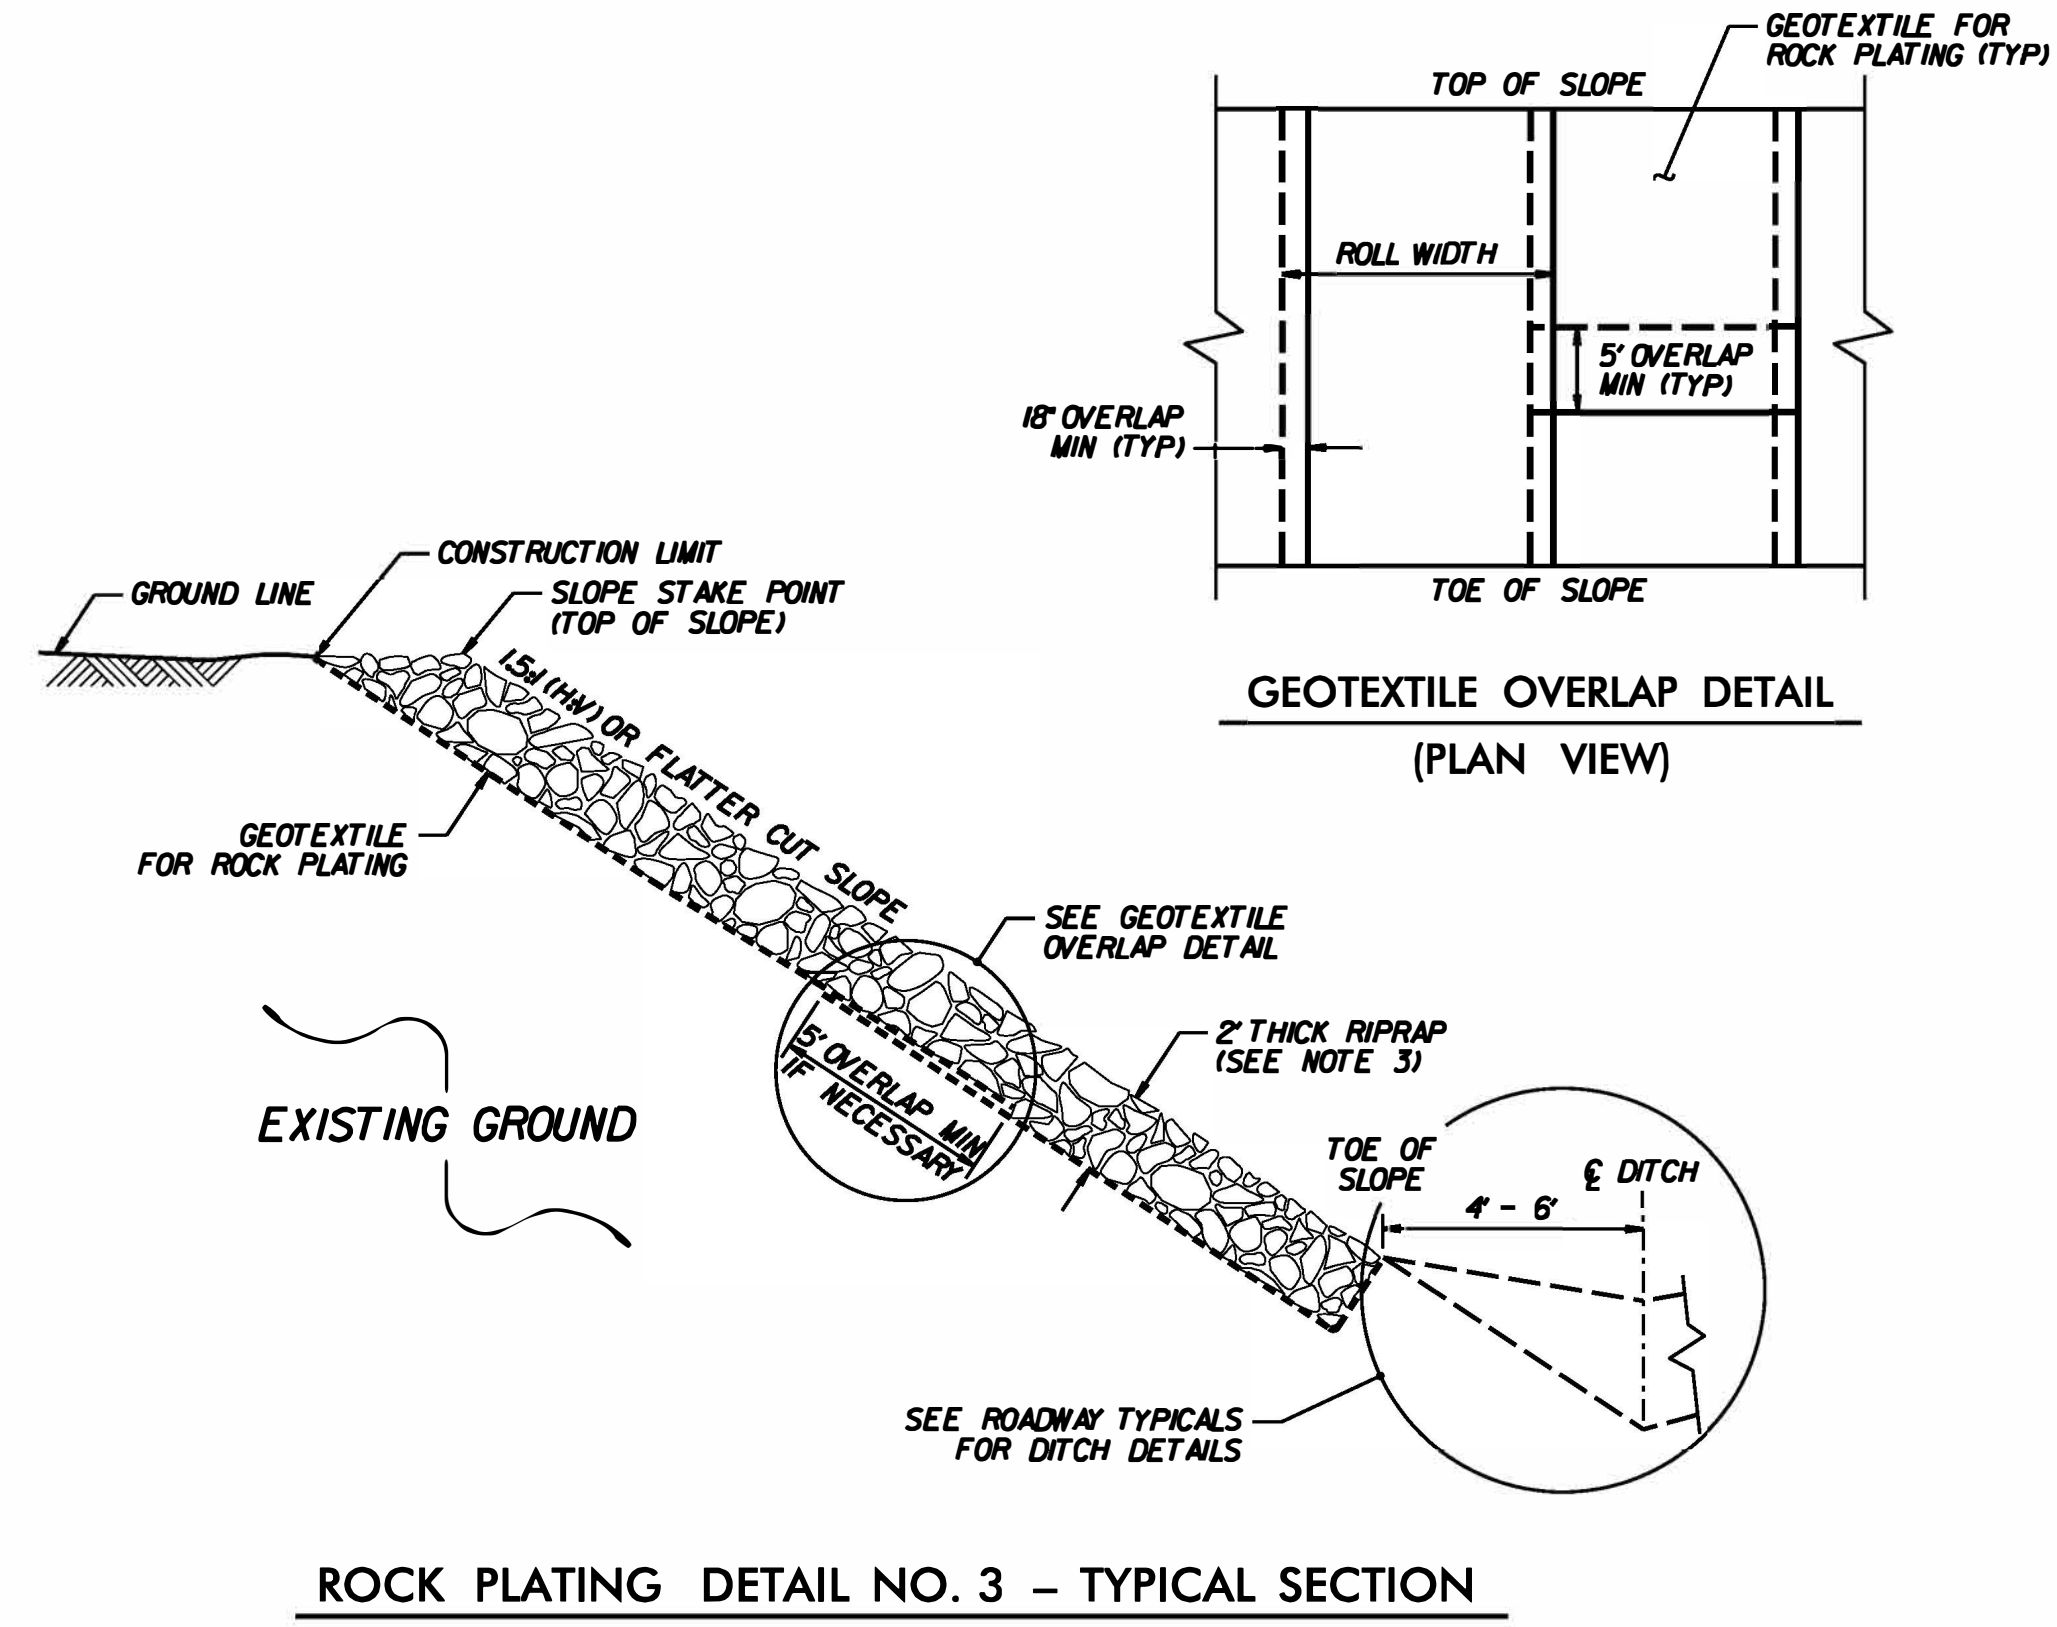 GEOTEXTILE FOR
ROCK PLATING (TYP)
TOP OF SLOPE
ROLL WIDTH
5' OVERLAP
MIN (TYP)
18" OVERLAP
MIN (TYP)
TOE OF SLOPE
GEOTEXTILE OVERLAP DETAIL
(PLAN VIEW)
CONSTRUCTION LIMIT
GROUND LINE
SLOPE STAKE POINT
(TOP OF SLOPE)
1.5:1 (H:V) OR FLATTER CUT SLOPE
GEOTEXTILE
FOR ROCK PLATING
SEE GEOTEXTILE
OVERLAP DETAIL
5' OVERLAP MIN
IF NECESSARY
2' THICK RIPRAP
(SEE NOTE 3)
EXISTING GROUND
TOE OF
SLOPE
℄ DITCH
4' - 6'
SEE ROADWAY TYPICALS
FOR DITCH DETAILS
ROCK PLATING DETAIL NO. 3 – TYPICAL SECTION